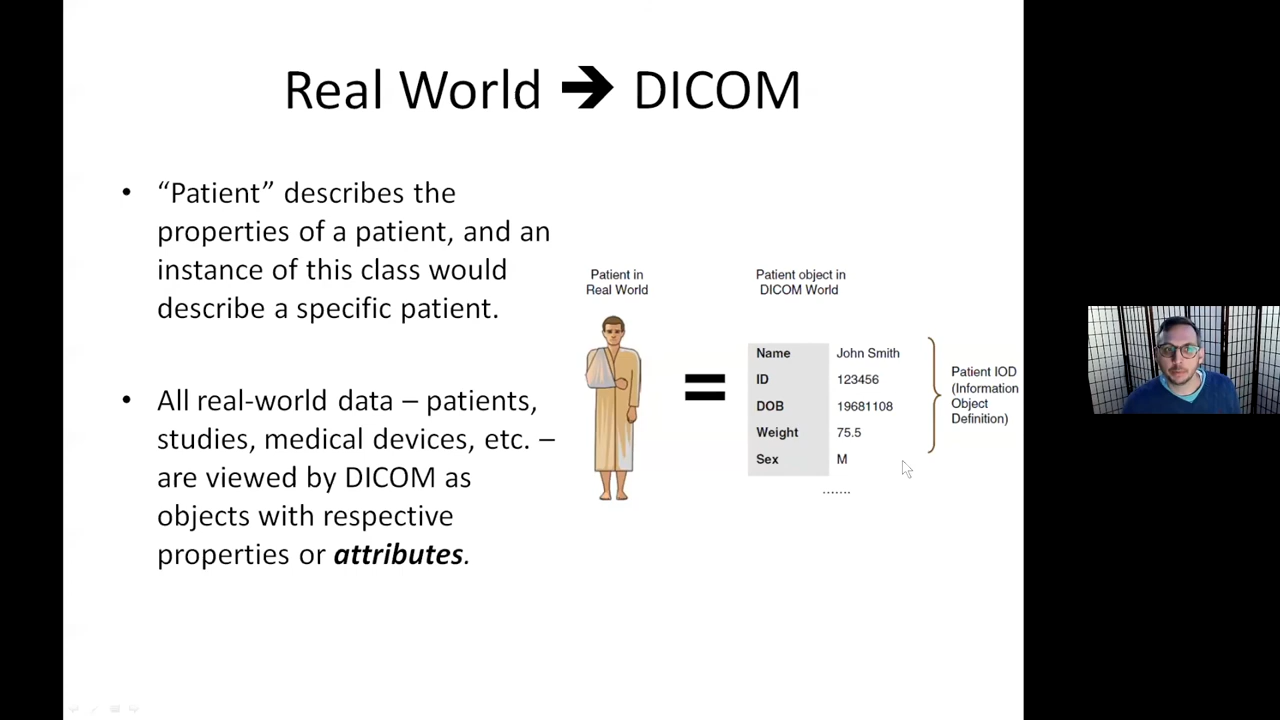 Real World ➔ DICOM
• “Patient” describes the
properties of a patient, and an
instance of this class would
describe a specific patient.
• All real-world data – patients,
studies, medical devices, etc. –
are viewed by DICOM as
objects with respective
properties or attributes.
Patient in
Real World
=
Patient object in
DICOM World
Name John Smith
ID 123456
DOB 19681108
Weight 75.5
Sex M
.......
Patient IOD
(Information
Object
Definition)